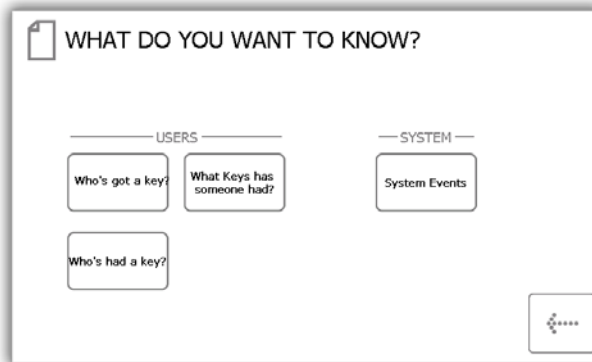 WHAT DO YOU WANT TO KNOW?
USERS
SYSTEM
Who's got a key?
What Keys has
someone had?
System Events
Who's had a key?